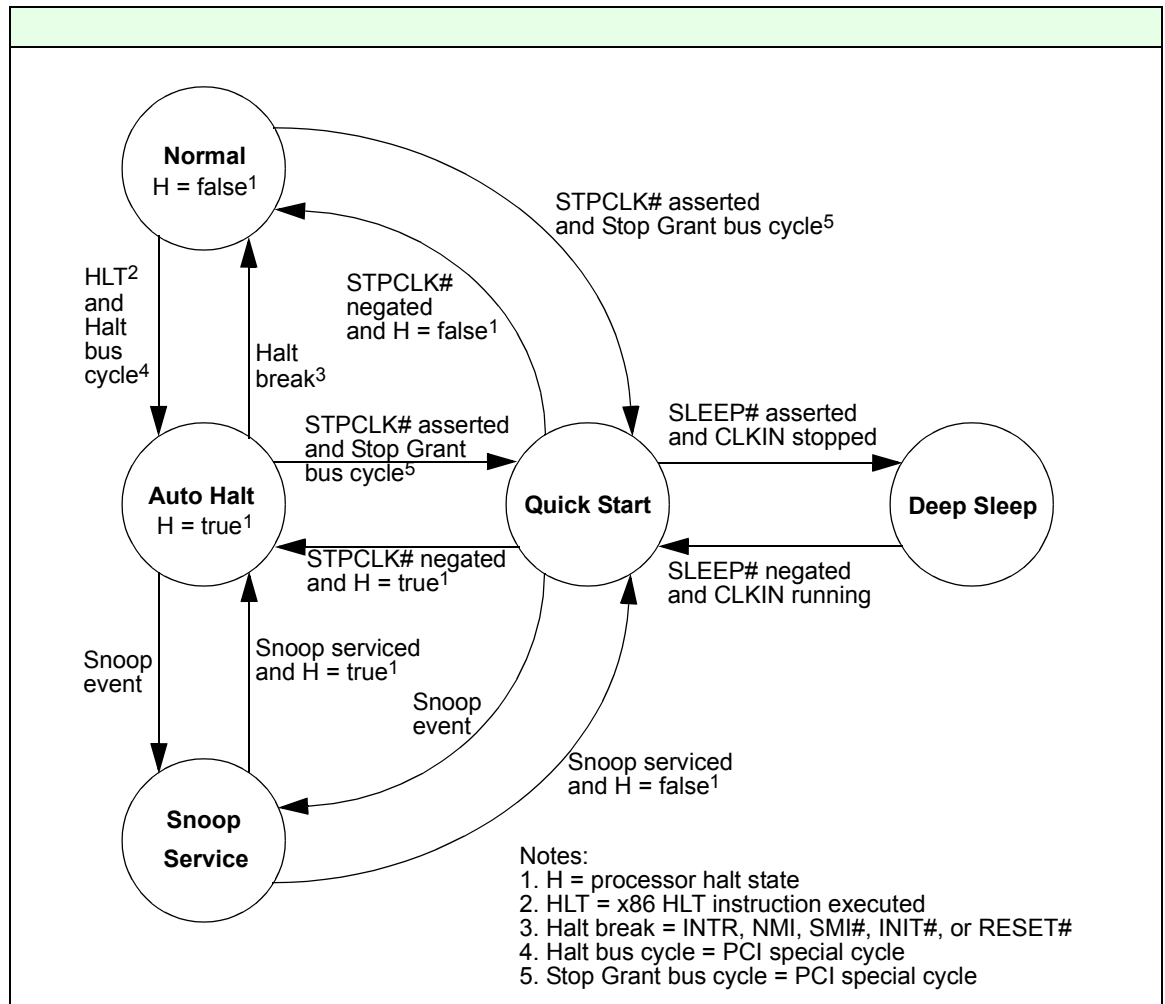 Normal
H = false1
STPCLK# asserted
and Stop Grant bus cycle5
HLT2
and
Halt
bus
cycle4
STPCLK#
negated
and H = false1
Halt
break3
STPCLK# asserted
and Stop Grant
bus cycle5
SLEEP# asserted
and CLKIN stopped
Auto Halt
H = true1
Quick Start
Deep Sleep
STPCLK# negated
and H = true1
SLEEP# negated
and CLKIN running
Snoop
event
Snoop serviced
and H = true1
Snoop
event
Snoop serviced
and H = false1
Snoop
Service
Notes:
1. H = processor halt state
2. HLT = x86 HLT instruction executed
3. Halt break = INTR, NMI, SMI#, INIT#, or RESET#
4. Halt bus cycle = PCI special cycle
5. Stop Grant bus cycle = PCI special cycle